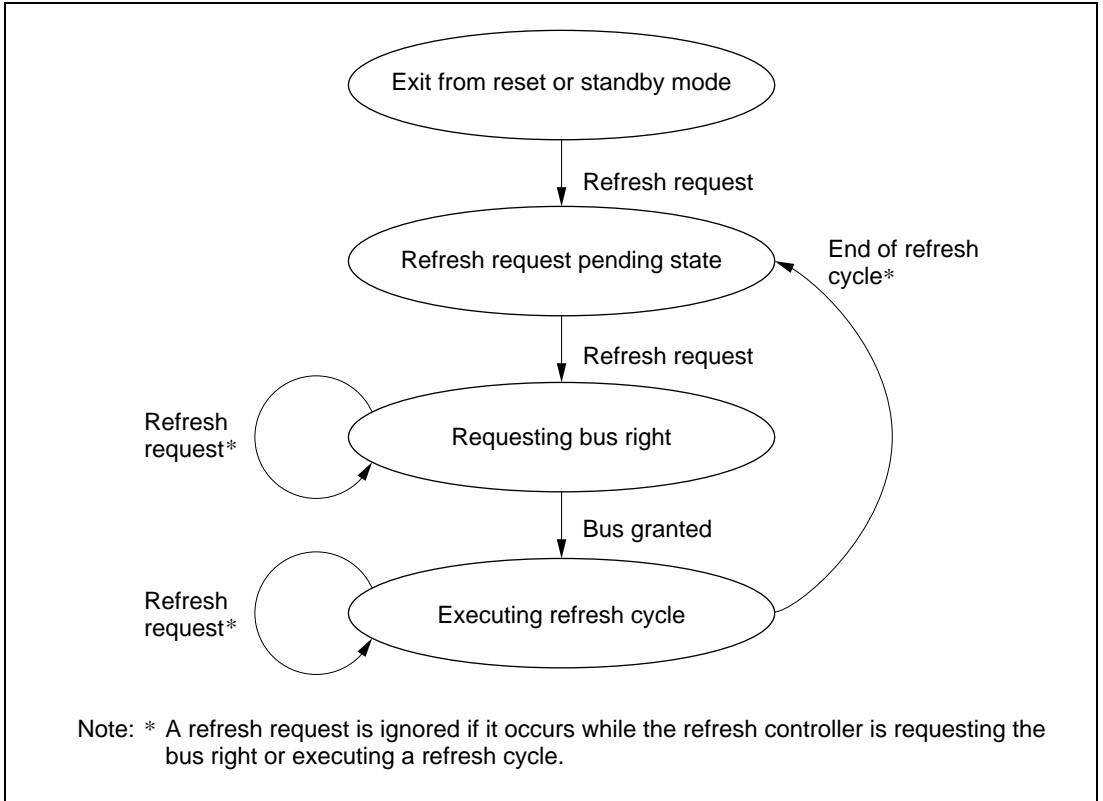 Exit from reset or standby mode
Refresh request
Refresh request pending state
End of refresh
cycle*
Refresh request
Refresh
request*
Requesting bus right
Bus granted
Refresh
request*
Executing refresh cycle
Note: * A refresh request is ignored if it occurs while the refresh controller is requesting the
bus right or executing a refresh cycle.